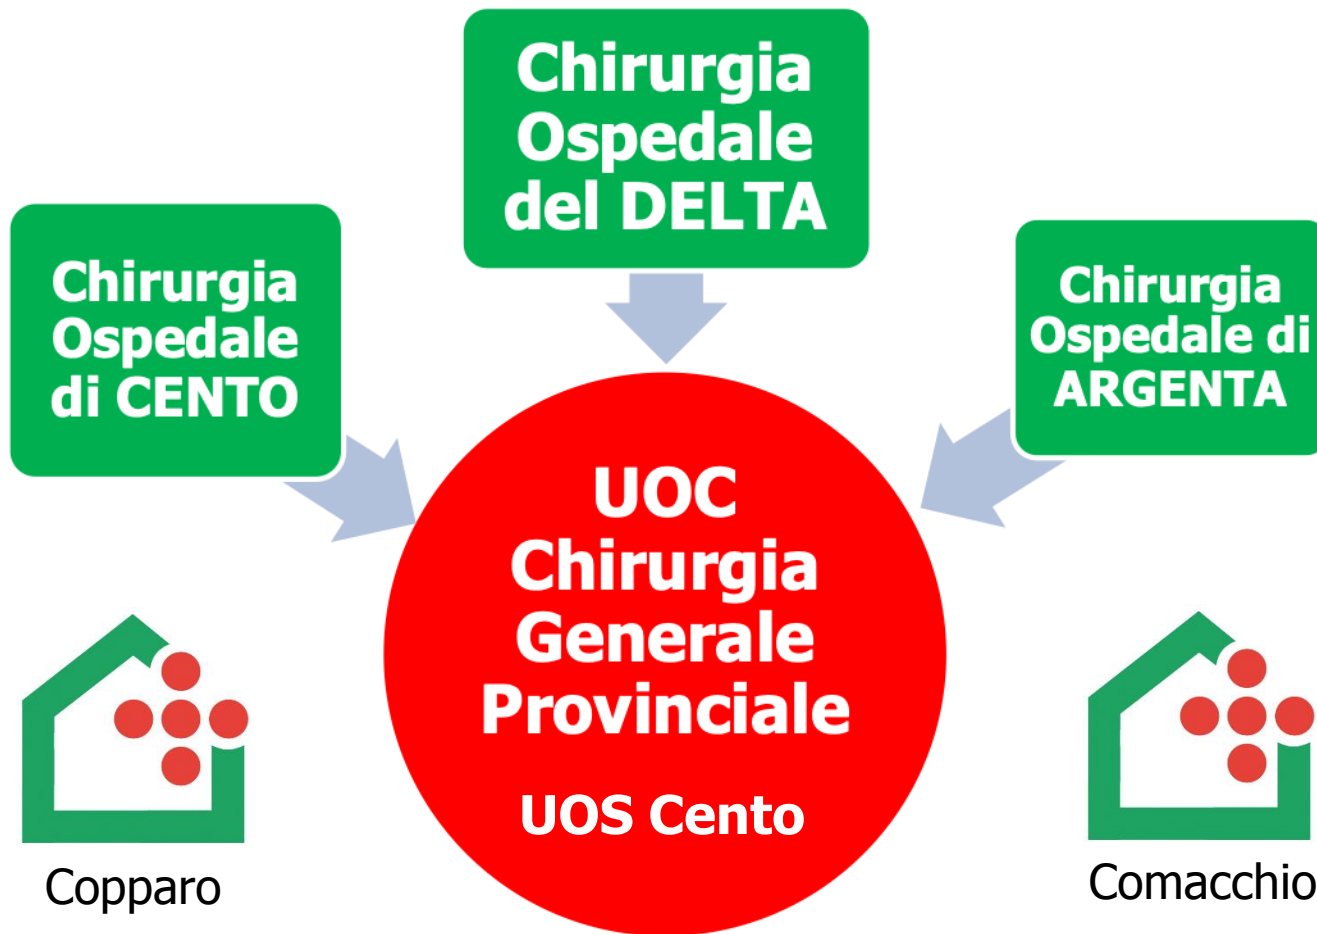 Chirurgia
Ospedale
del DELTA
Chirurgia
Ospedale
di CENTO
Chirurgia
Ospedale di
ARGENTA
UOC
Chirurgia
Generale
Provinciale
UOS Cento
Copparo
Comacchio